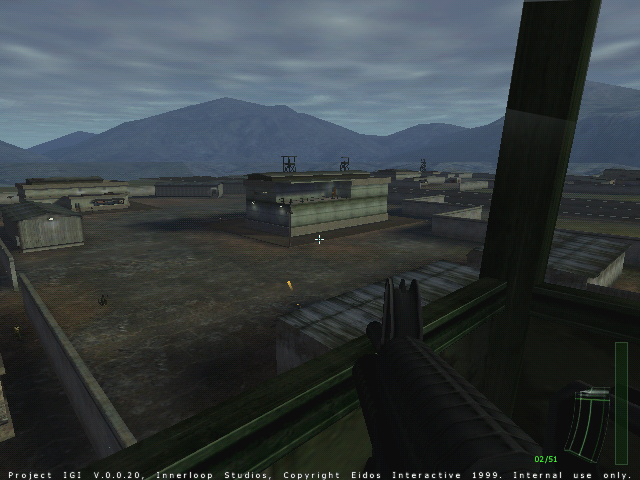 02/51
Project IGI V.0.0.20, Innerloop Studios, Copyright Eidos Interactive 1999. Internal use only.